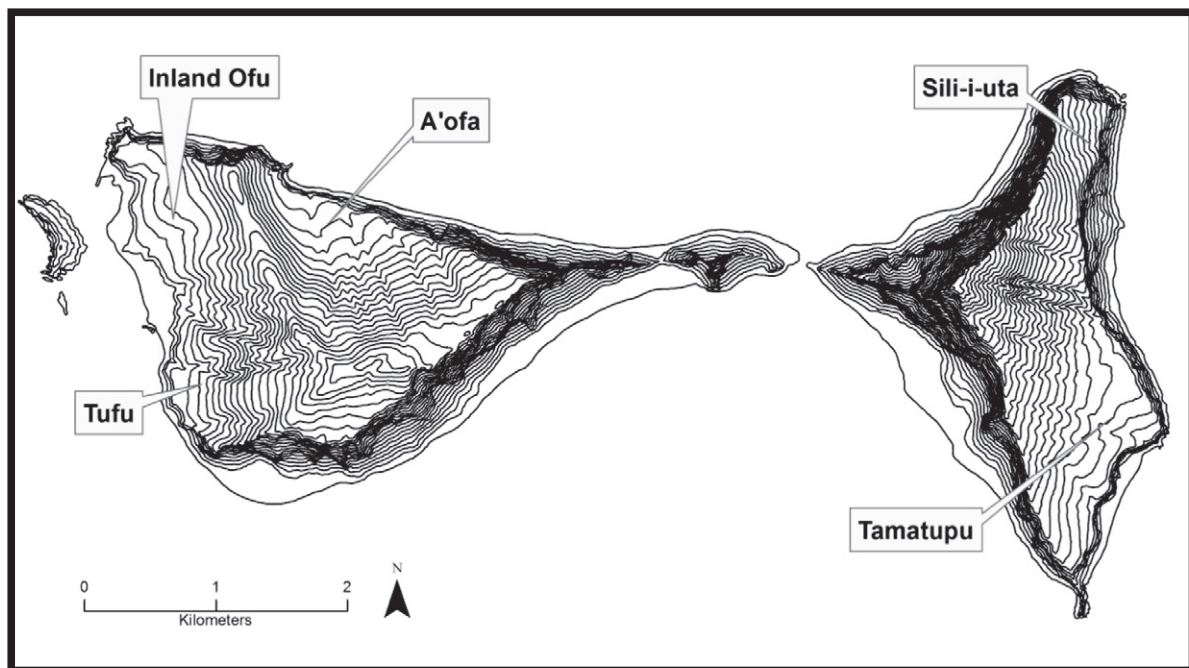 Inland Ofu
A'ofa
Sili-i-uta
Tufu
Tamatupu
0 1 2
Kilometers
N